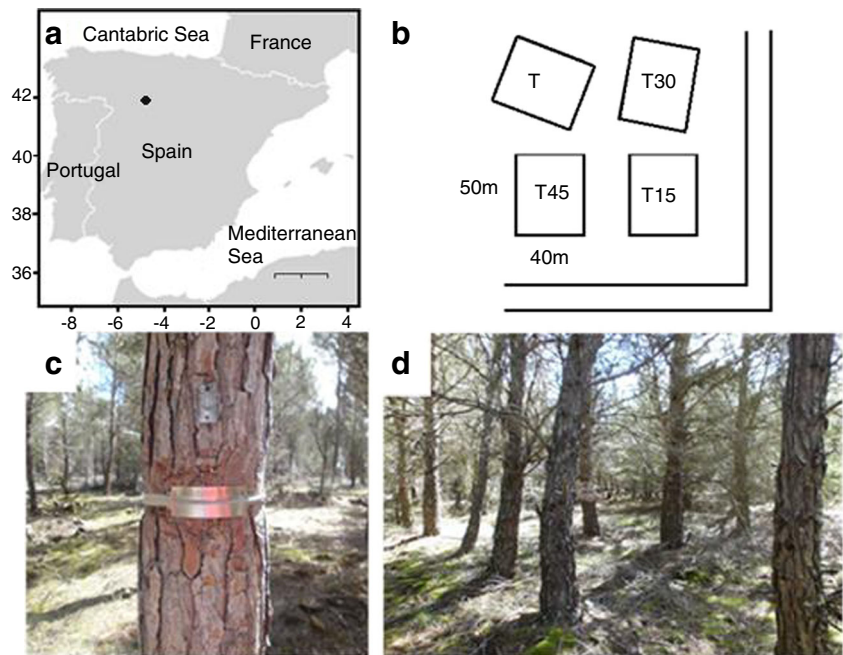 a
Cantabric Sea
France
Spain
Portugal
Mediterranean
Sea
42
40
38
36
-8 -6 -4 -2 0 2 4
b
T
T30
T45
T15
50m
40m
c
d